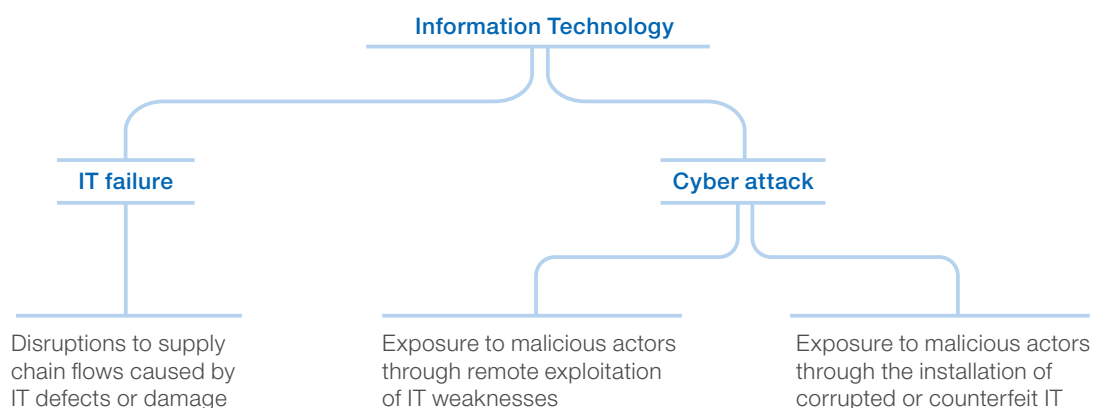 Information Technology
IT failure
Cyber attack
Disruptions to supply
chain flows caused by
IT defects or damage
Exposure to malicious actors
through remote exploitation
of IT weaknesses
Exposure to malicious actors
through the installation of
corrupted or counterfeit IT